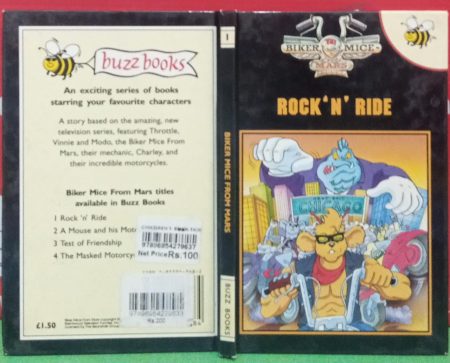 buzz books
An exciting series of books
starring your favourite characters
A story based on the amazing, new
television series, featuring Throttle,
Vinnie and Modo, the Biker Mice From
Mars, their mechanic, Charley, and
their incredible motorcycles.
Biker Mice From Mars titles
available in Buzz Books
1 Rock 'n' Ride
2 A Mouse and his Mot
3 Test of Friendship
4 The Masked Motorcy
£1.50
Net Price Rs.100
Rs.200
1
BIKER MICE FROM MARS
BUZZ BOOKS
BIKER MICE
MARS
ROCK 'N' RIDE
CHICAGO